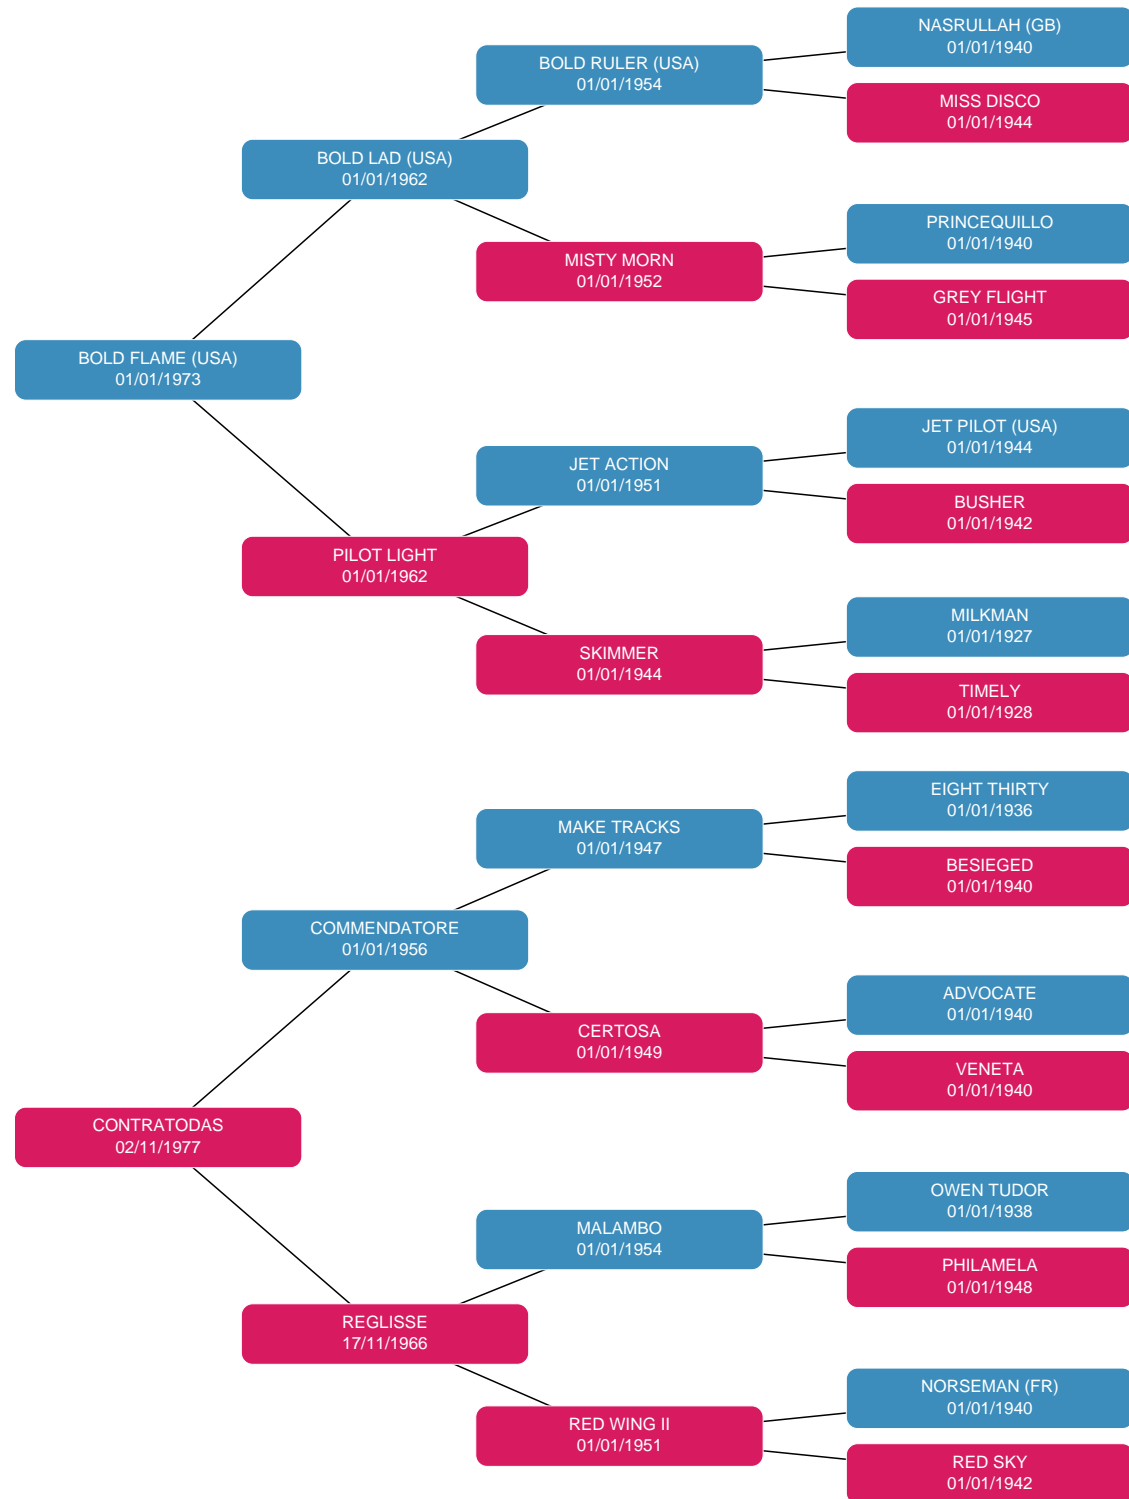 NASRULLAH (GB)
01/01/1940
BOLD RULER (USA)
01/01/1954
MISS DISCO
01/01/1944
BOLD LAD (USA)
01/01/1962
PRINCEQUILLO
01/01/1940
MISTY MORN
01/01/1952
GREY FLIGHT
01/01/1945
BOLD FLAME (USA)
01/01/1973
JET PILOT (USA)
01/01/1944
JET ACTION
01/01/1951
BUSHER
01/01/1942
PILOT LIGHT
01/01/1962
MILKMAN
01/01/1927
SKIMMER
01/01/1944
TIMELY
01/01/1928
EIGHT THIRTY
01/01/1936
MAKE TRACKS
01/01/1947
BESIEGED
01/01/1940
COMMENDATORE
01/01/1956
ADVOCATE
01/01/1940
CERTOSA
01/01/1949
VENETA
01/01/1940
CONTRATODAS
02/11/1977
OWEN TUDOR
01/01/1938
MALAMBO
01/01/1954
PHILAMELA
01/01/1948
REGLISSE
17/11/1966
NORSEMAN (FR)
01/01/1940
RED WING II
01/01/1951
RED SKY
01/01/1942